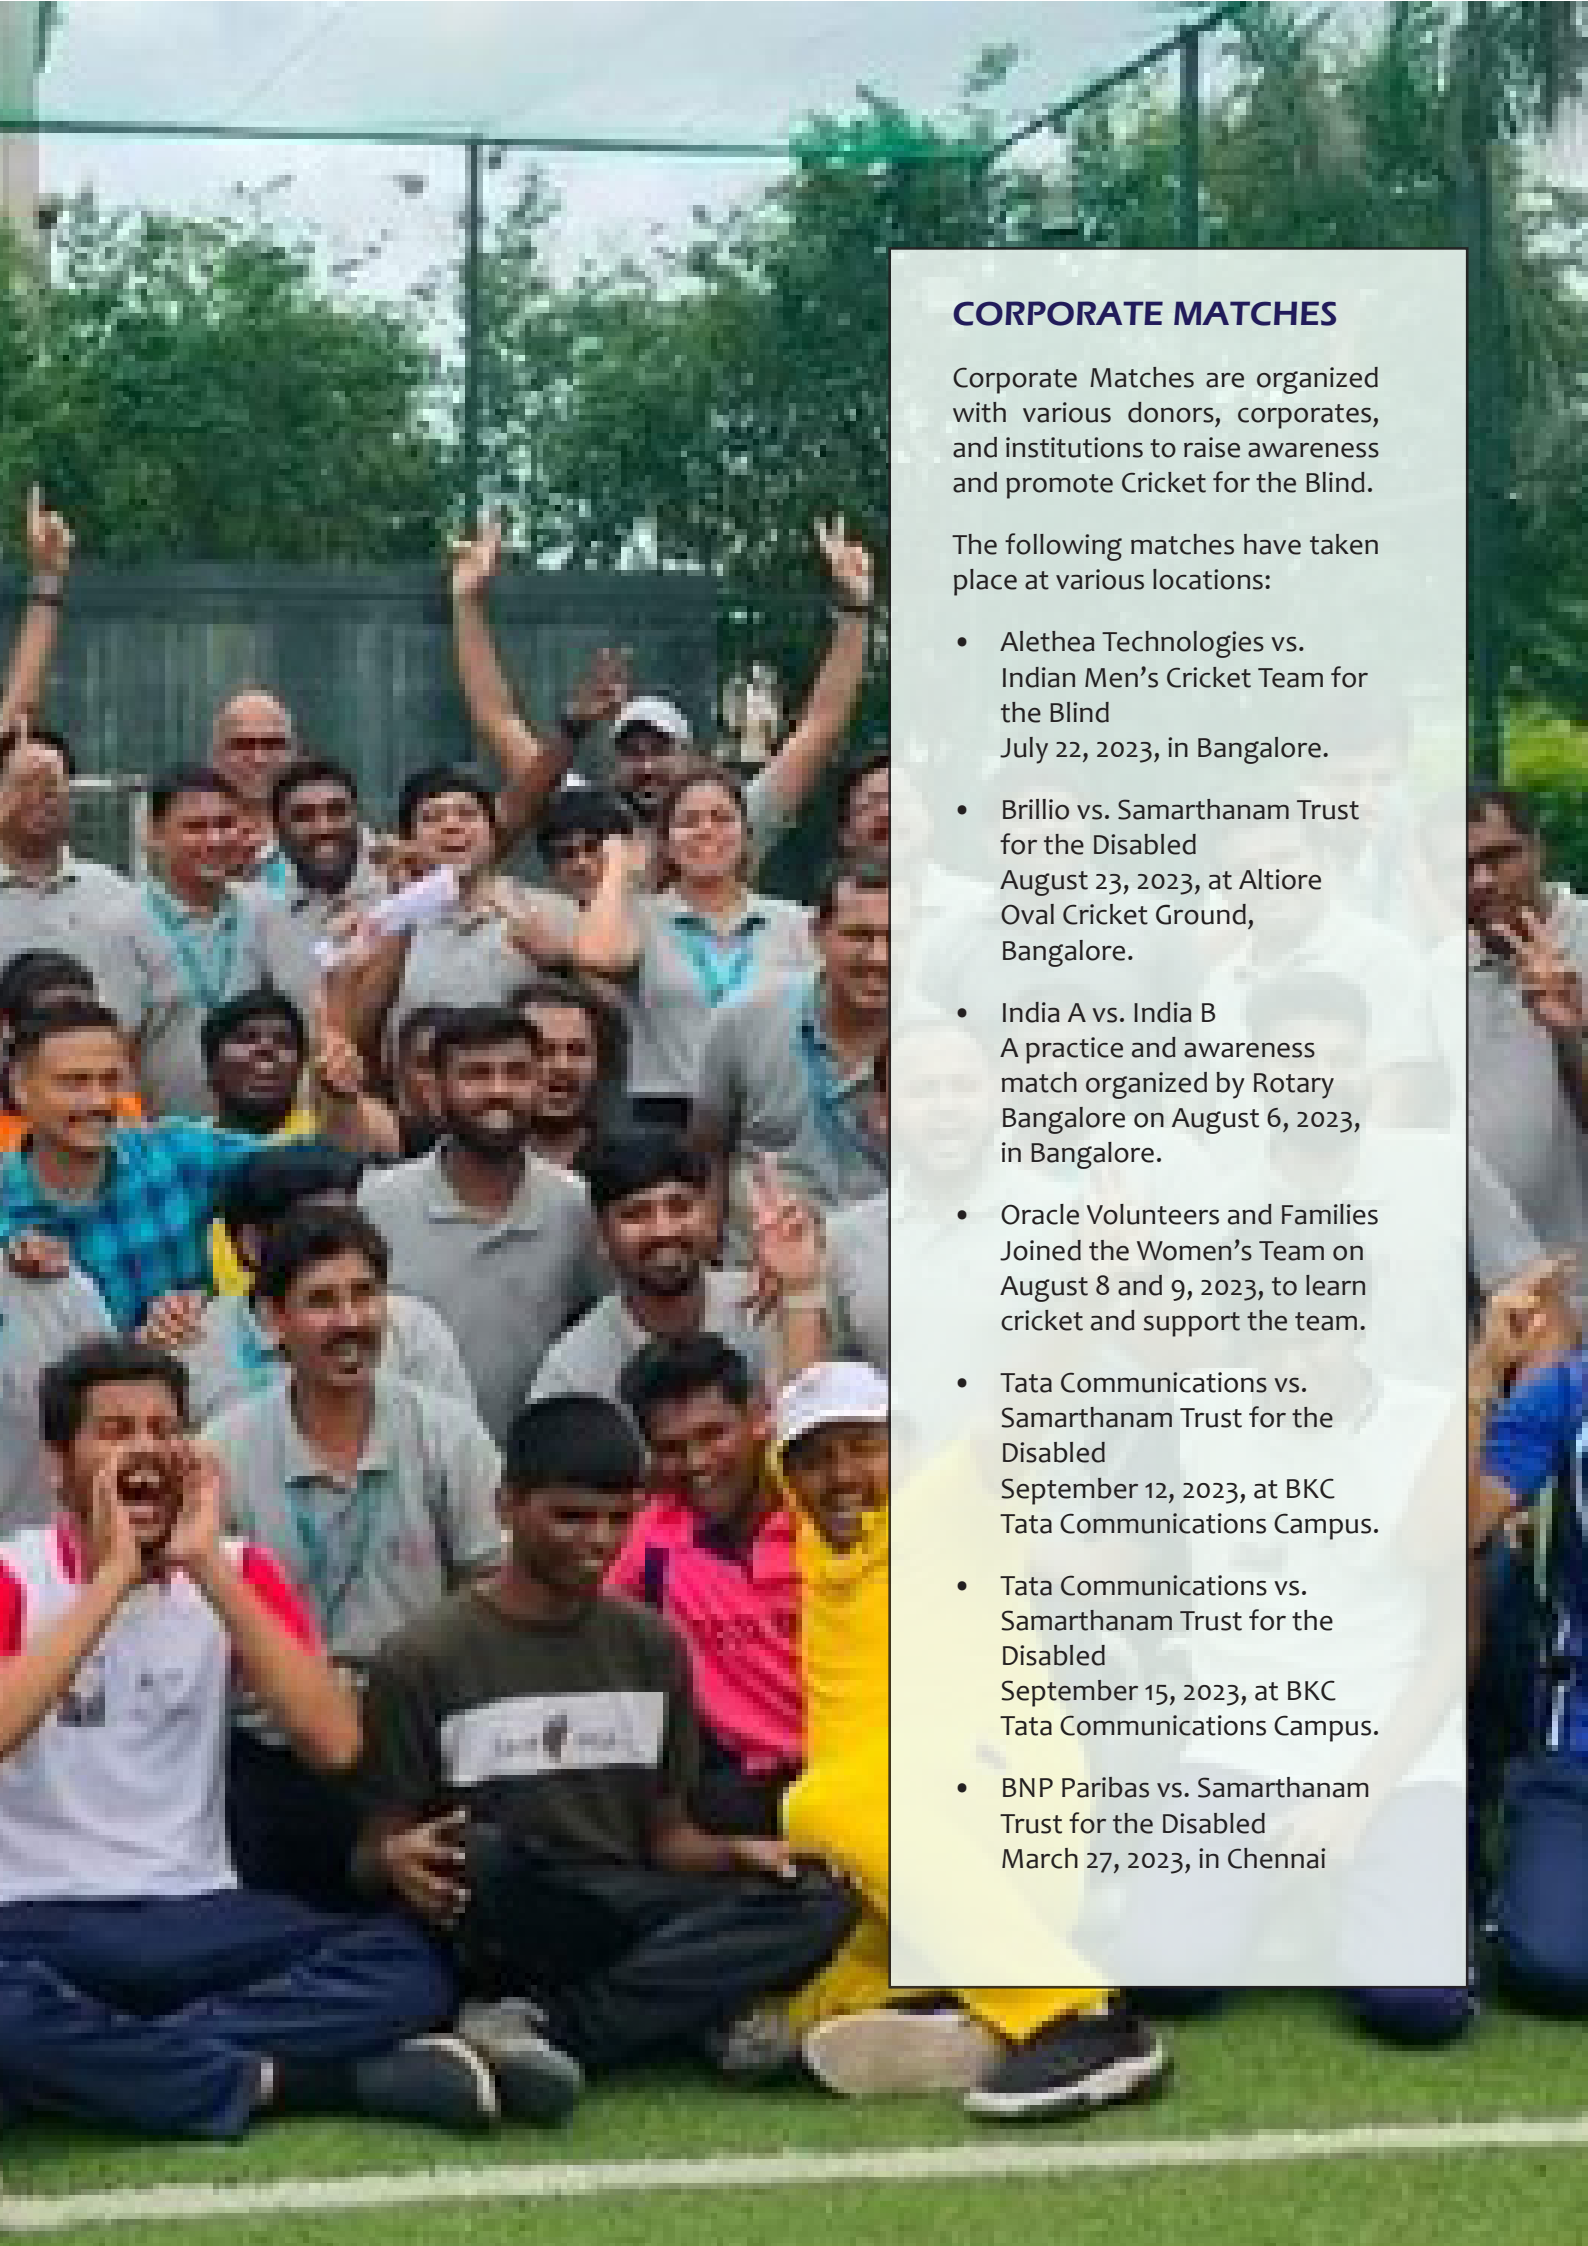 CORPORATE MATCHES
Corporate Matches are organized
with various donors, corporates,
and institutions to raise awareness
and promote Cricket for the Blind.
The following matches have taken
place at various locations:
• Alethea Technologies vs.
Indian Men’s Cricket Team for
the Blind
July 22, 2023, in Bangalore.
• Brillio vs. Samarthanam Trust
for the Disabled
August 23, 2023, at Altiore
Oval Cricket Ground,
Bangalore.
• India A vs. India B
A practice and awareness
match organized by Rotary
Bangalore on August 6, 2023,
in Bangalore.
• Oracle Volunteers and Families
Joined the Women’s Team on
August 8 and 9, 2023, to learn
cricket and support the team.
• Tata Communications vs.
Samarthanam Trust for the
Disabled
September 12, 2023, at BKC
Tata Communications Campus.
• Tata Communications vs.
Samarthanam Trust for the
Disabled
September 15, 2023, at BKC
Tata Communications Campus.
• BNP Paribas vs. Samarthanam
Trust for the Disabled
March 27, 2023, in Chennai